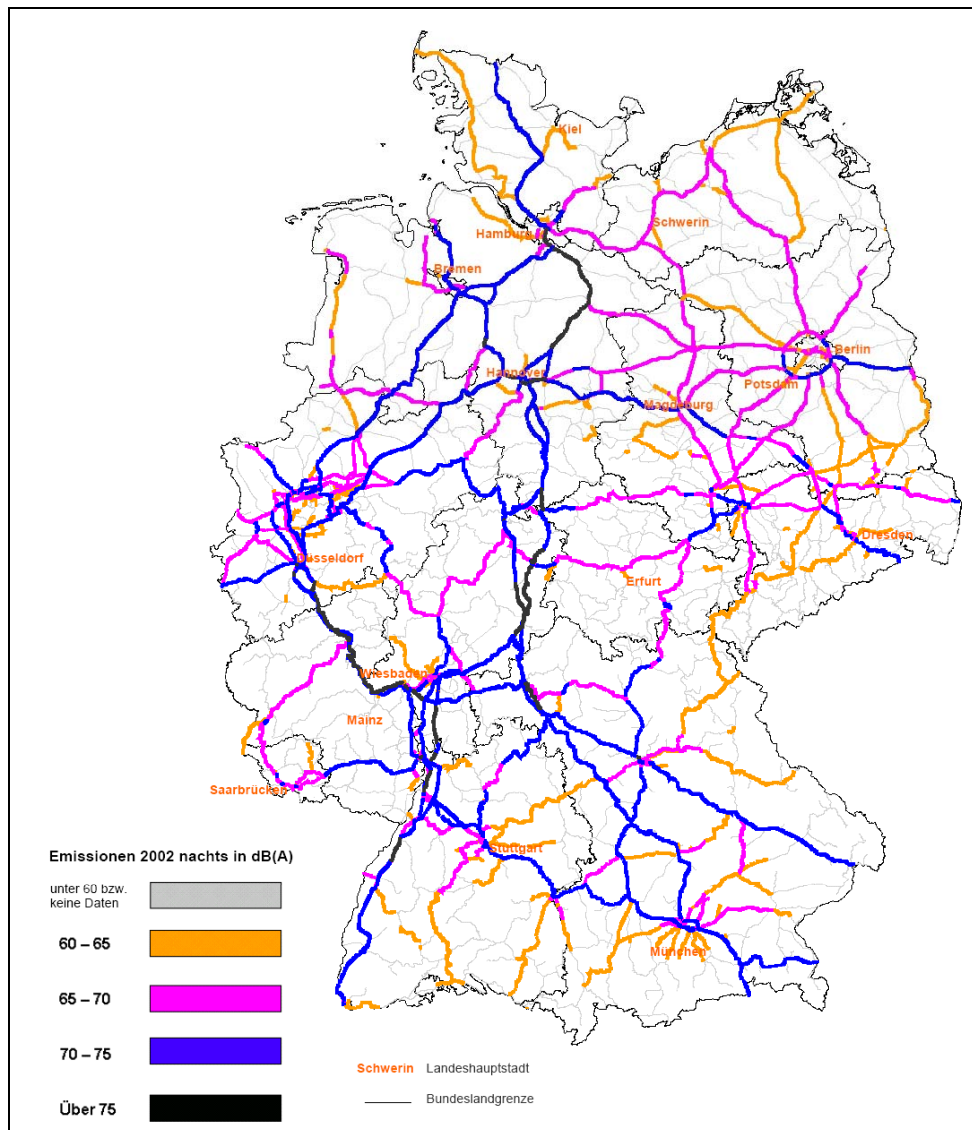 Kiel
Schwerin
Hamburg
Bremen
Berlin
Hannover
Potsdam
Magdeburg
Dresden
Düsseldorf
Erfurt
Wiesbaden
Mainz
Saarbrücken
Stuttgart
München
Emissionen 2002 nachts in dB(A)
unter 60 bzw.
keine Daten
60 – 65
65 – 70
70 – 75
Über 75
Schwerin Landeshauptstadt
Bundeslandgrenze